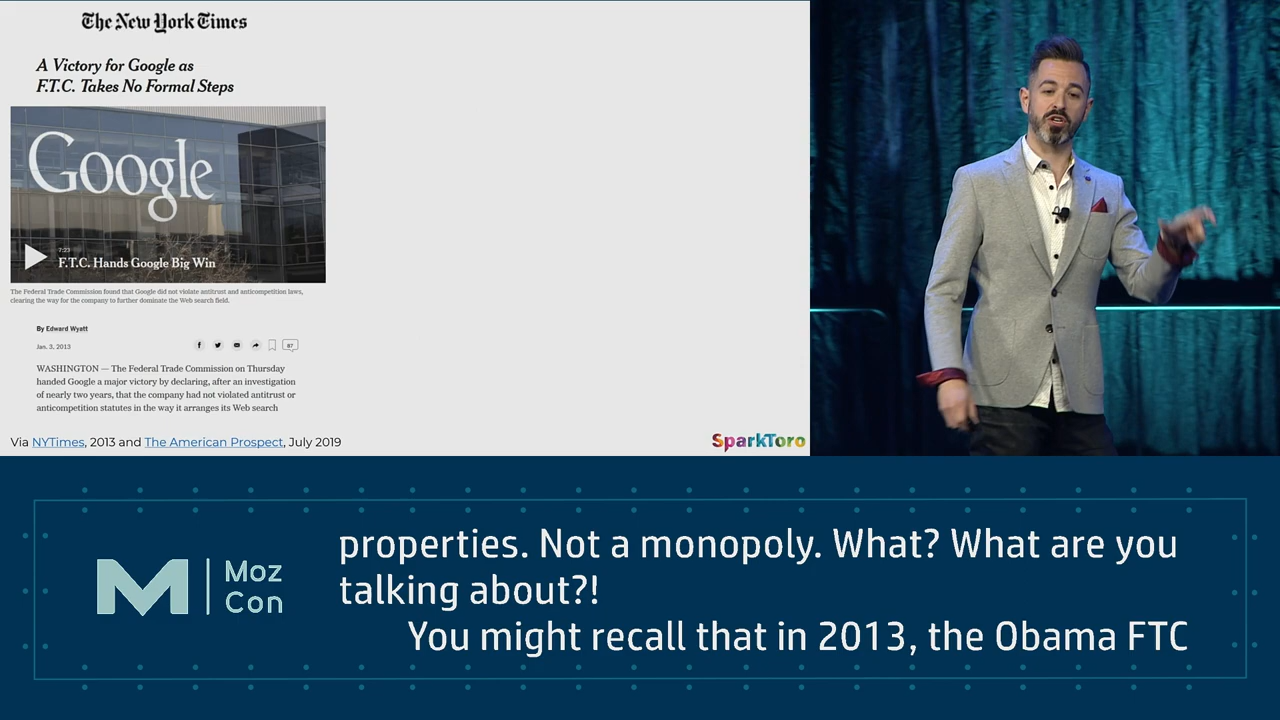 The New York Times
A Victory for Google as
F.T.C. Takes No Formal Steps
Google
7:23
F.T.C. Hands Google Big Win
The Federal Trade Commission found that Google did not violate antitrust and anticompetition laws,
clearing the way for the company to further dominate the Web search field.
By Edward Wyatt
Jan. 3, 2013
87
WASHINGTON — The Federal Trade Commission on Thursday
handed Google a major victory by declaring, after an investigation
of nearly two years, that the company had not violated antitrust or
anticompetition statutes in the way it arranges its Web search
Via NYTimes, 2013 and The American Prospect, July 2019
SparkToro
Moz
Con
properties. Not a monopoly. What? What are you
talking about?!
You might recall that in 2013, the Obama FTC